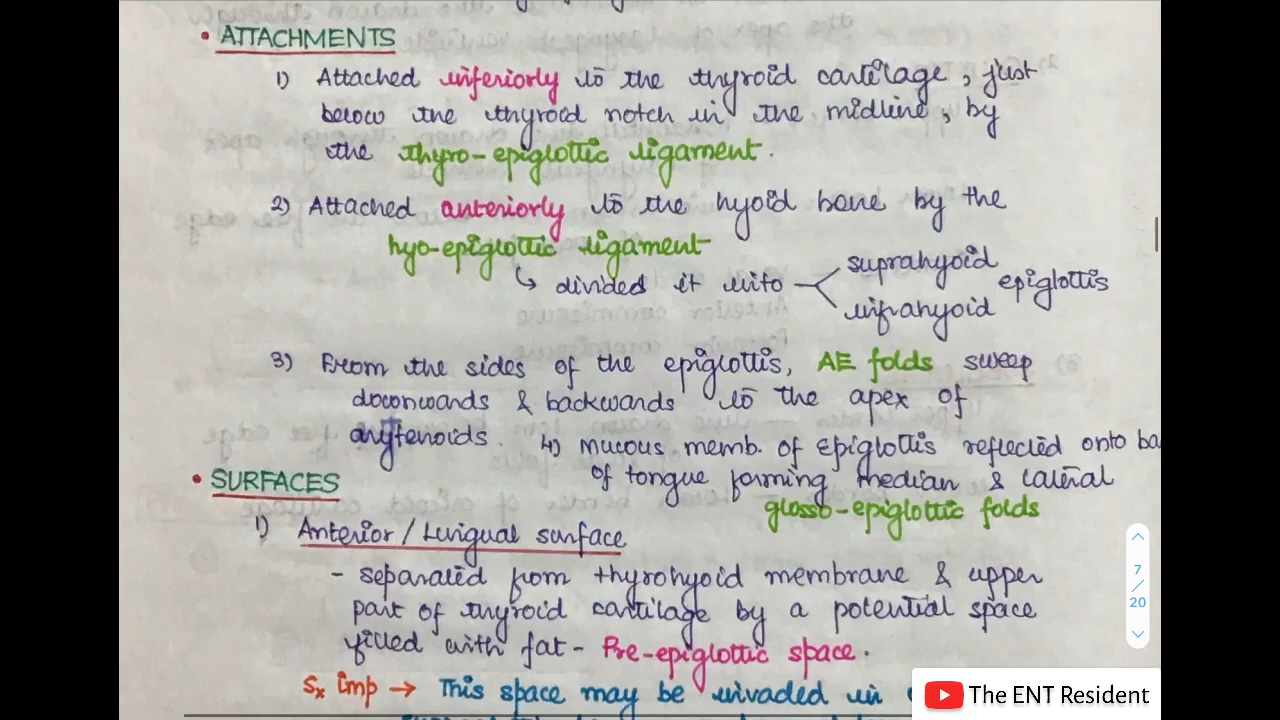 • ATTACHMENTS
1) Attached inferiorly to the thyroid cartilage, just
below the thyroid notch in the midline, by
the thyro-epiglottic ligament.
2) Attached anteriorly to the hyoid bone by the
hyo-epiglottic ligament
↳ divided it into
suprahyoid
infrahyoid
epiglottis
3) From the sides of the epiglottis, AE folds sweep
downwards & backwards to the apex of
arytenoids.
4) Mucous memb. of epiglottis reflected onto
of tongue forming median & lateral
glosso-epiglottic folds
• SURFACES
1) Anterior/Lingual surface
- separated from thyrohyoid membrane & upper
part of thyroid cartilage by a potential space
filled with fat - Pre-epiglottic space.
Sx imp → This space may be invaded in
7
/
20
The ENT Resident